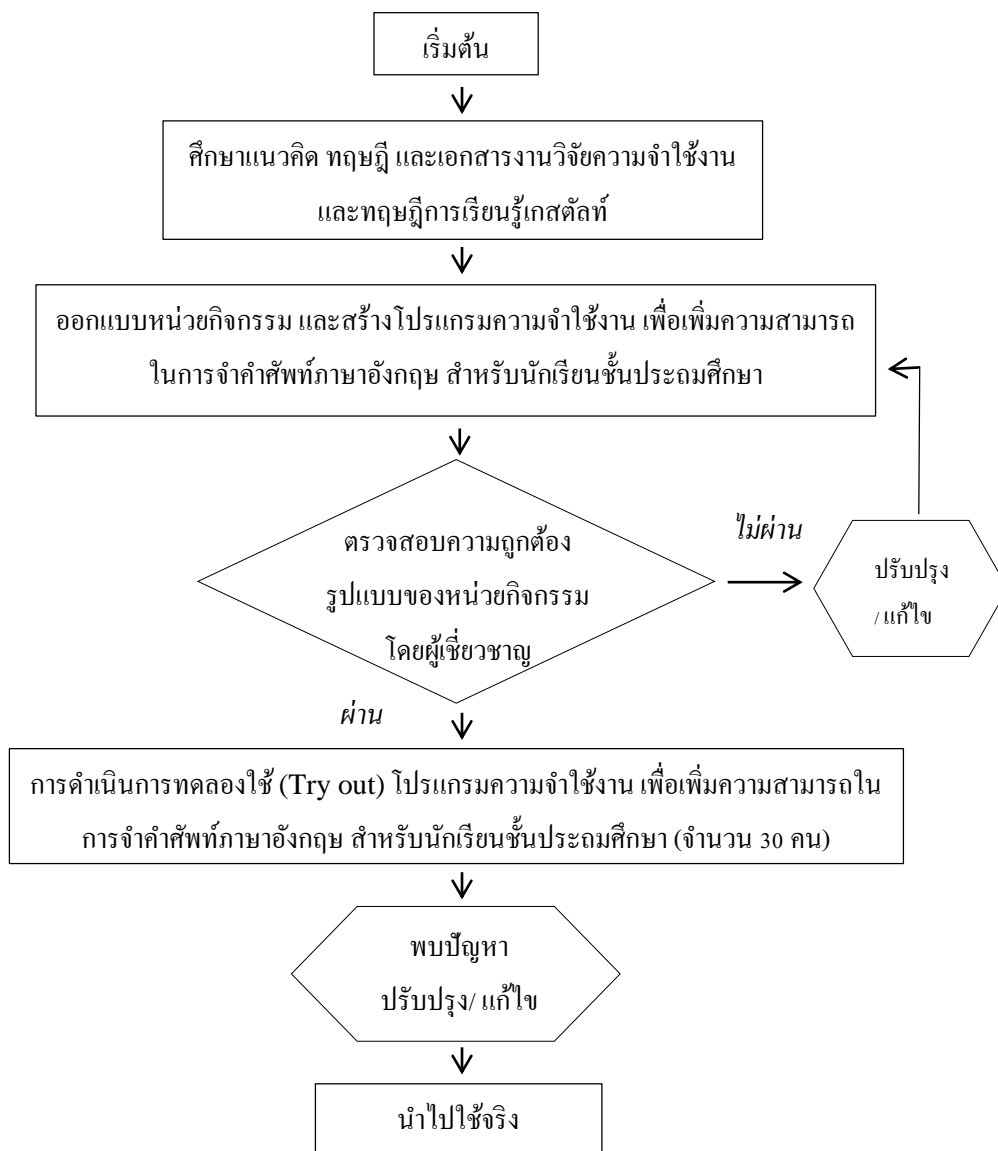 เริ่มต้น
ศึกษาแนวคิด ทฤษฎี และเอกสารงานวิจัยความจำใช้งาน
และทฤษฎีการเรียนรู้เกสตัลท์
ออกแบบหน่วยกิจกรรม และสร้างโปรแกรมความจำใช้งาน เพื่อเพิ่มความสามารถ
ในการจำคำศัพท์ภาษาอังกฤษ สำหรับนักเรียนชั้นประถมศึกษา
ตรวจสอบความถูกต้อง
รูปแบบของหน่วยกิจกรรม
โดยผู้เชี่ยวชาญ
ไม่ผ่าน
ปรับปรุง
/ แก้ไข
ผ่าน
การดำเนินการทดลองใช้ (Try out) โปรแกรมความจำใช้งาน เพื่อเพิ่มความสามารถใน
การจำคำศัพท์ภาษาอังกฤษ สำหรับนักเรียนชั้นประถมศึกษา (จำนวน 30 คน)
พบปัญหา
ปรับปรุง/ แก้ไข
นำไปใช้จริง